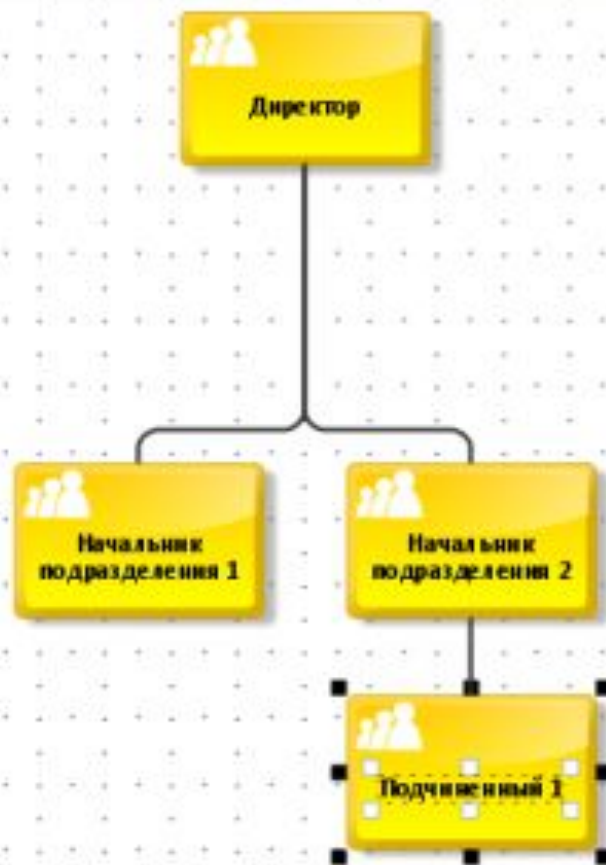 Директор
Начальник
подразделения 1
Начальник
подразделения 2
Подчиненный 1